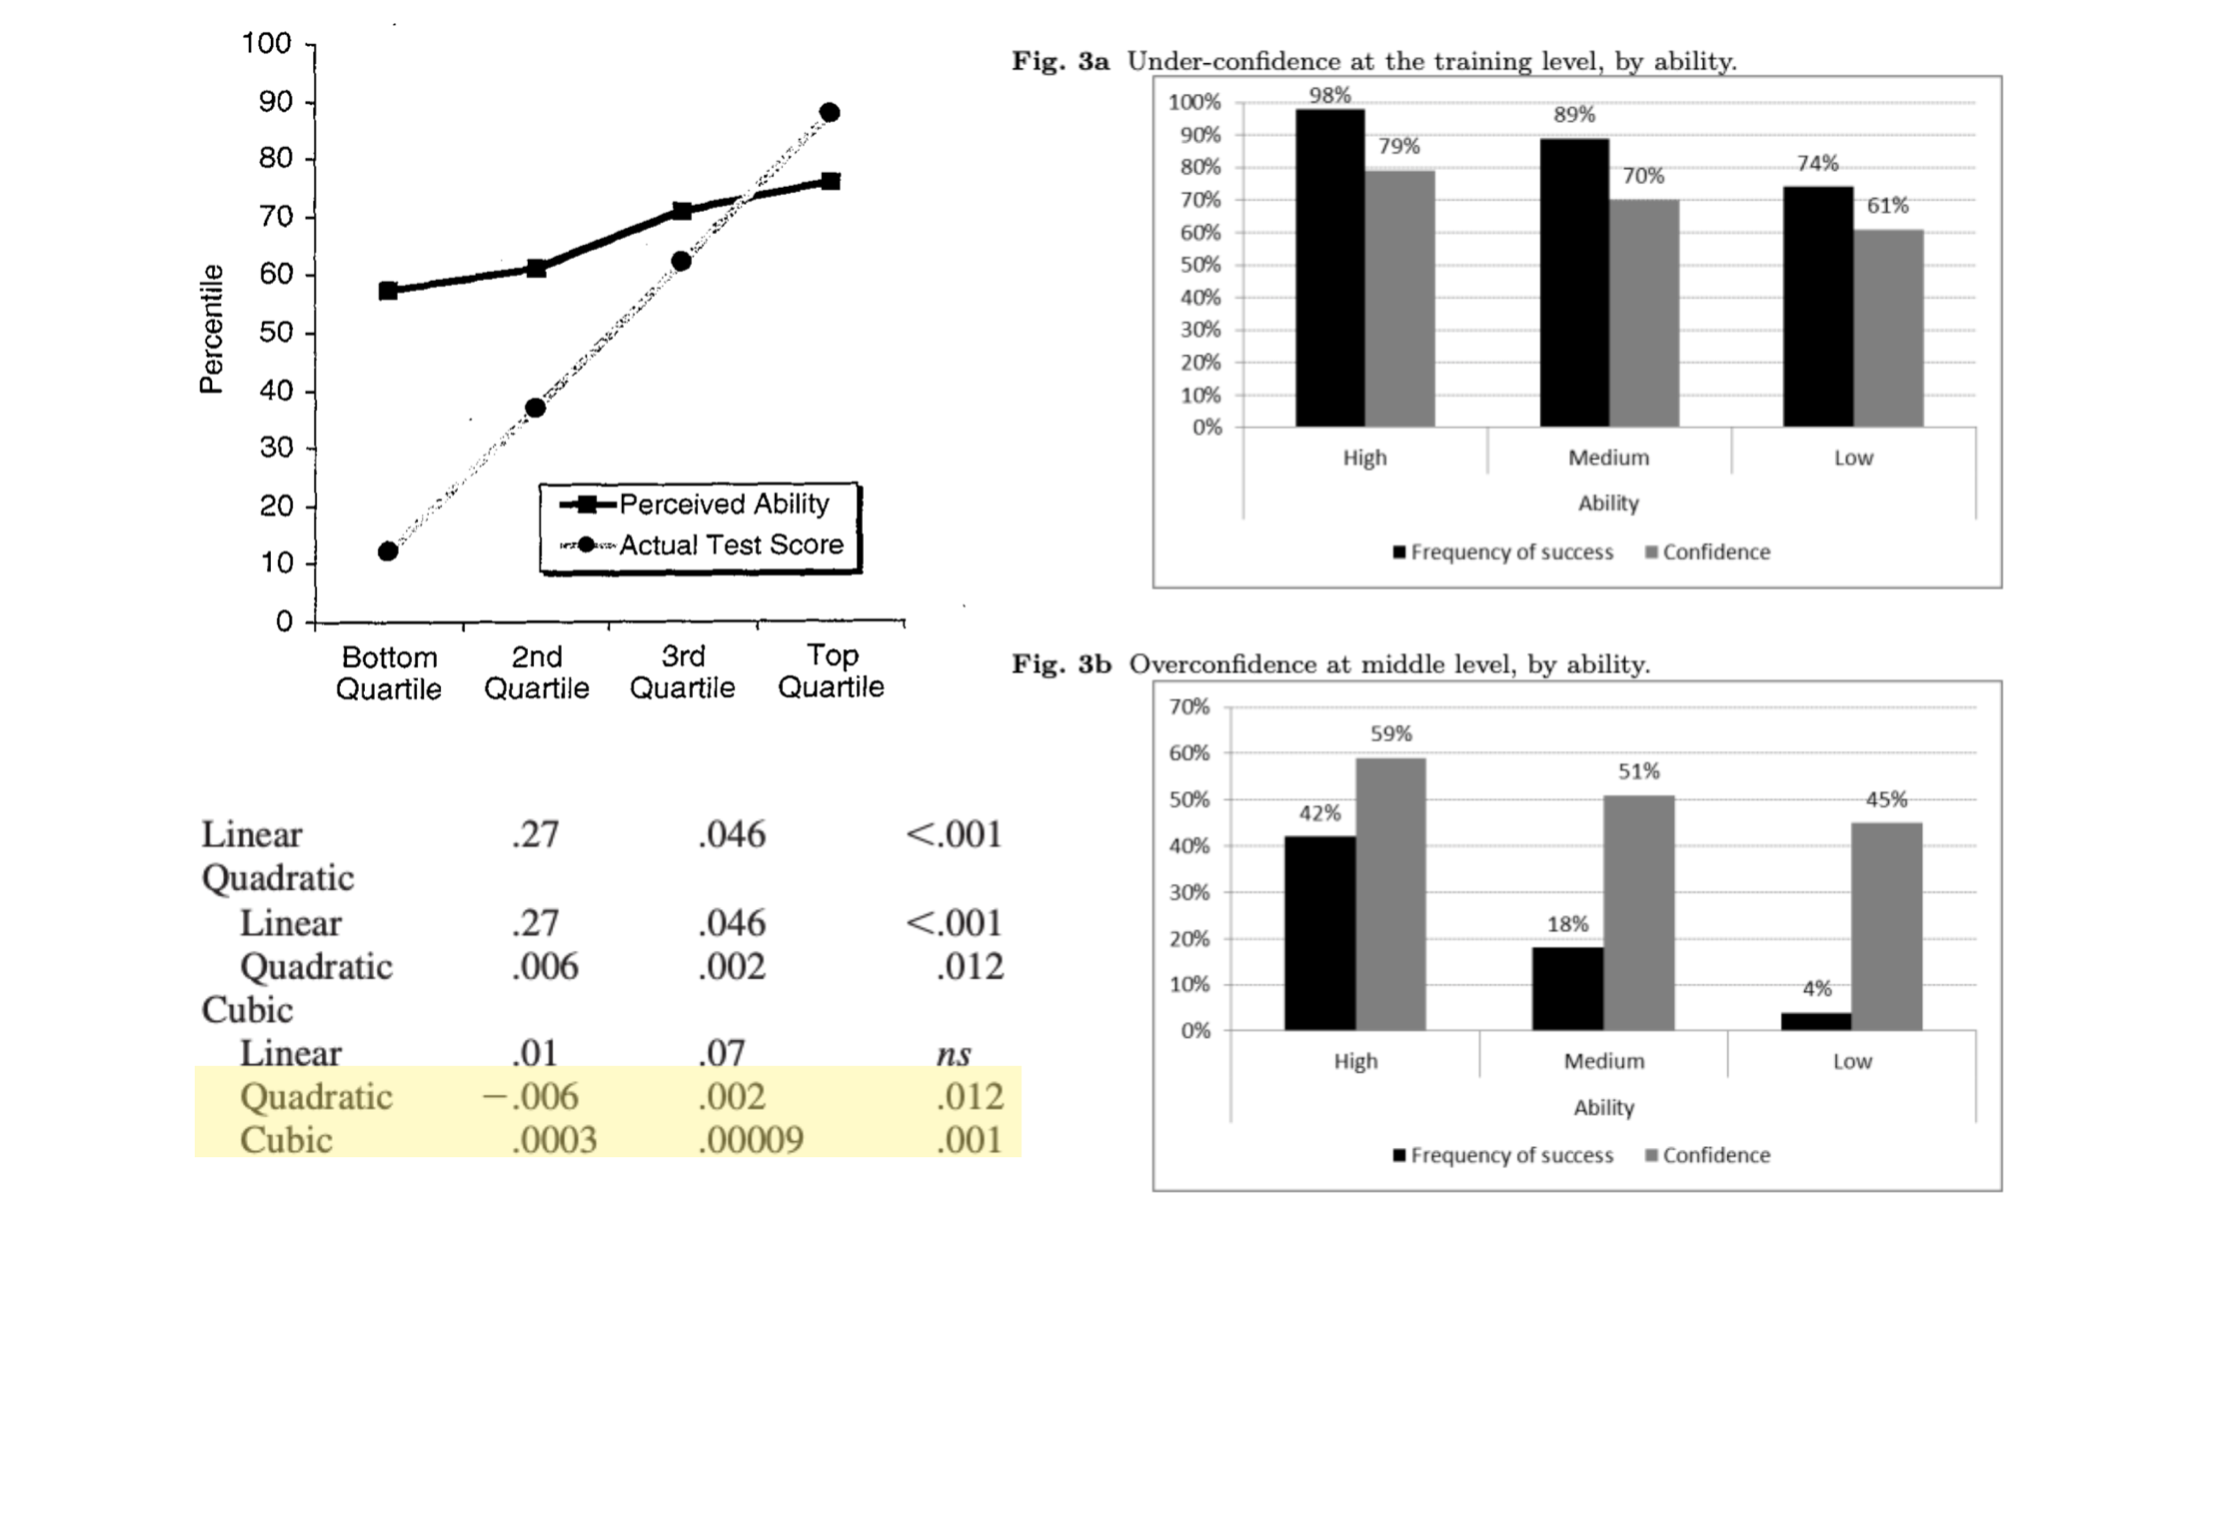 100
90
80
70
60
50
40
30
20
10
0
Percentile
Perceived Ability
Actual Test Score
Bottom 2nd 3rd Top
Quartile Quartile Quartile Quartile
Linear .27 .046 <.001
Quadratic
Linear .27 .046 <.001
Quadratic .006 .002 .012
Cubic
Linear .01 .07 ns
Quadratic −.006 .002 .012
Cubic .0003 .00009 .001
Fig. 3a Under-confidence at the training level, by ability.
100%
90%
80%
70%
60%
50%
40%
30%
20%
10%
0%
98%
79%
89%
70%
74%
61%
High Medium Low
Ability
Frequency of success Confidence
Fig. 3b Overconfidence at middle level, by ability.
70%
60%
50%
40%
30%
20%
10%
0%
42%
59%
18%
51%
4%
45%
High Medium Low
Ability
Frequency of success Confidence